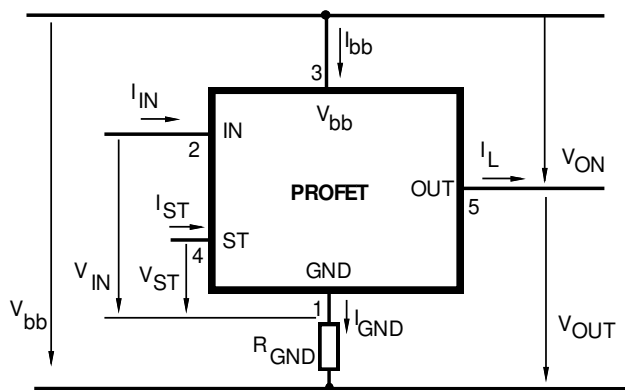 I bb
3
I IN
V bb
IN
2
I L
V ON
PROFET
OUT
I ST
5
ST
4
GND
V IN
V ST
1
I GND
V bb
V OUT
R GND